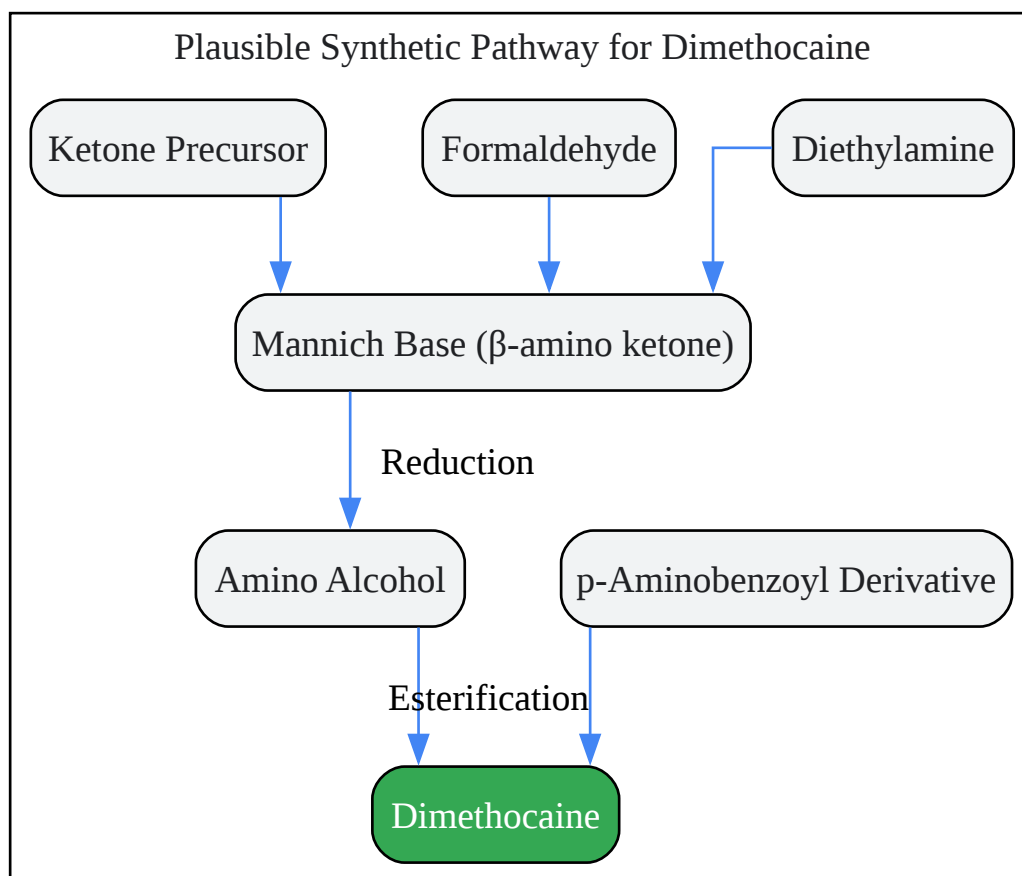 Plausible Synthetic Pathway for Dimethocaine
Ketone Precursor
Formaldehyde
Diethylamine
Mannich Base (β-amino ketone)
Reduction
Amino Alcohol
p-Aminobenzoyl Derivative
Esterification
Dimethocaine